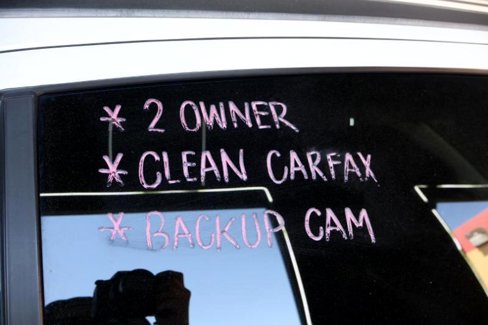 * 2 OWNER
* CLEAN CARFAX
* BACKUP CAM